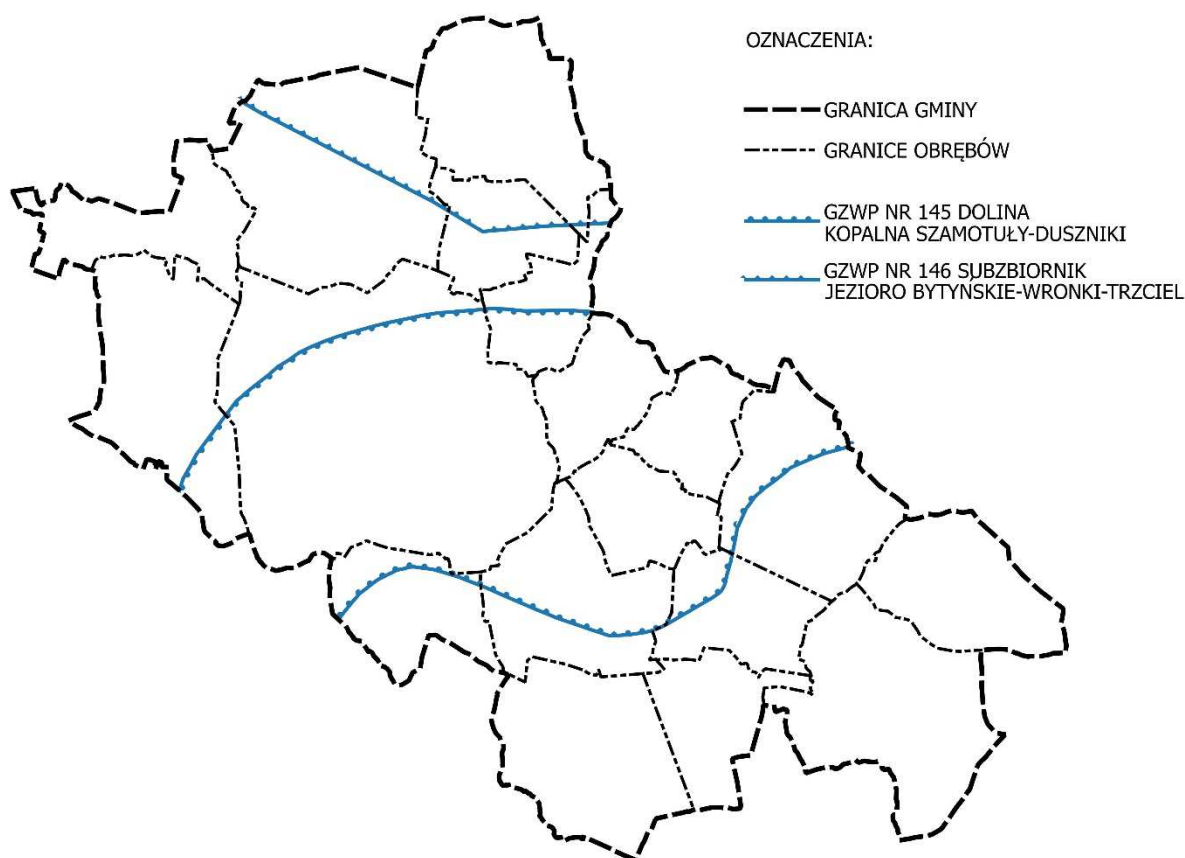 OZNACZENIA:
GRANICA GMINY
GRANICE OBRĘBÓW
GZWP NR 145 DOLINA
KOPALNA SZAMOTUŁY-DUSZNIKI
GZWP NR 146 SUBZBIORNIK
JEZIORO BYTYŃSKIE-WRONKI-TRZCIEL